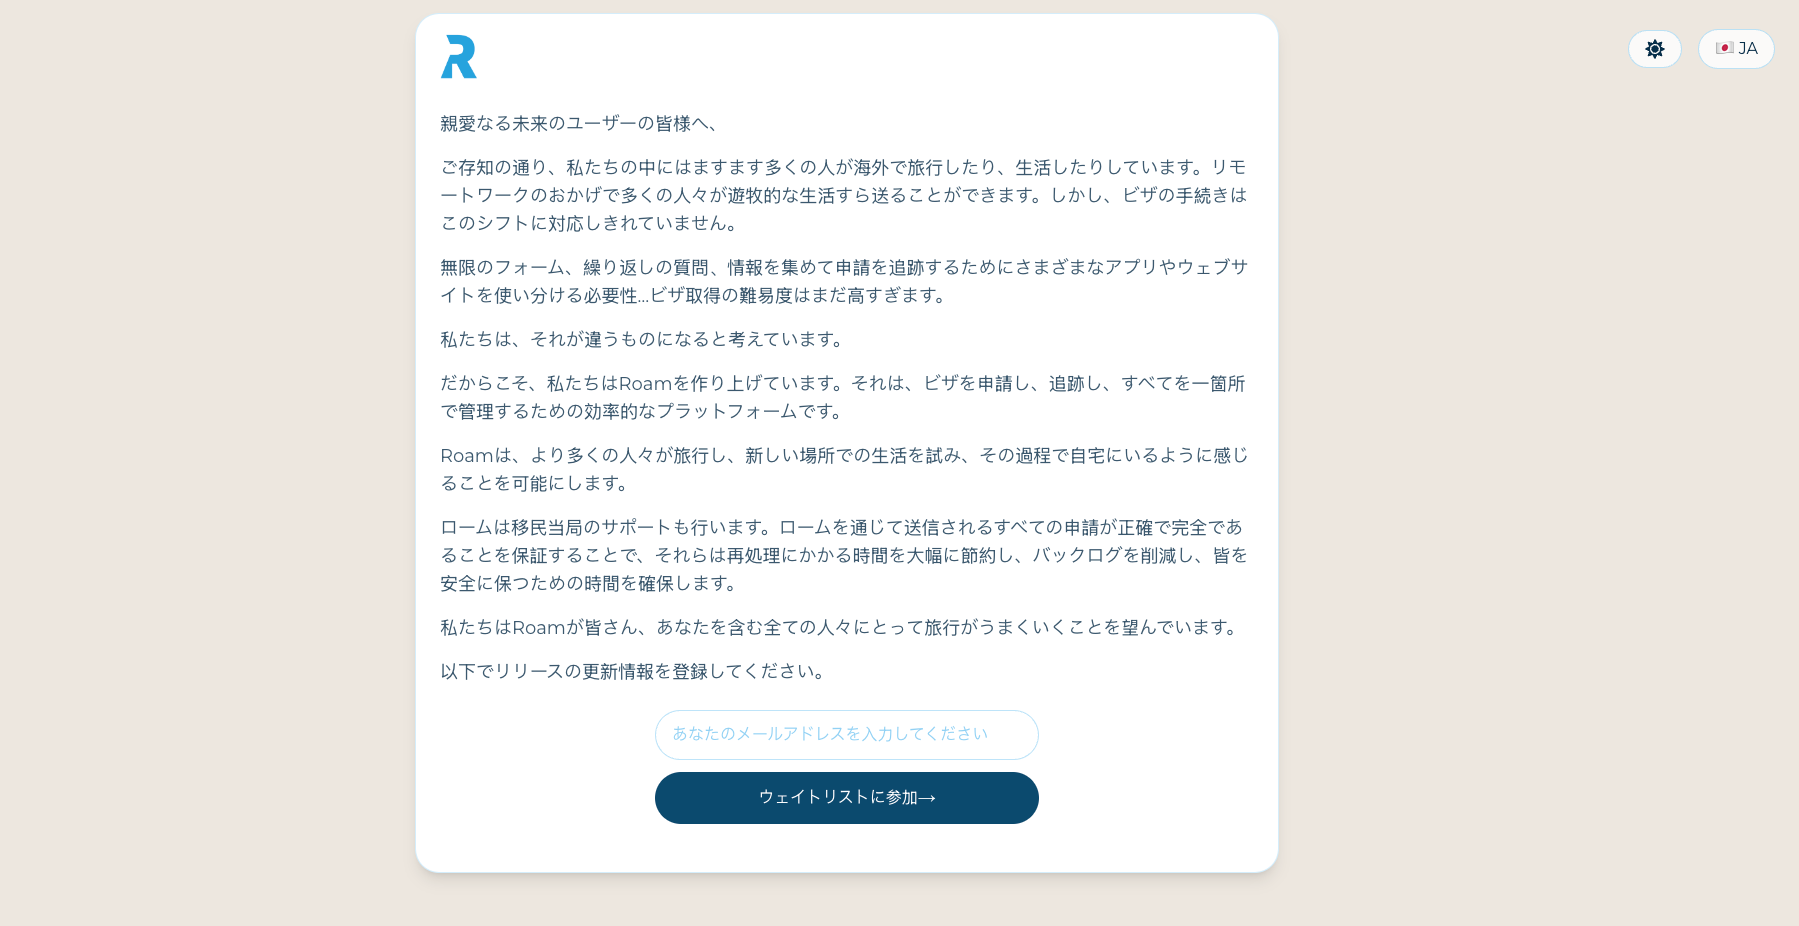 R
JA
親愛なる未来のユーザーの皆様へ、
ご存知の通り、私たちの中にはますます多くの人が海外で旅行したり、生活したりしています。リモ
ートワークのおかげで多くの人々が遊牧的な生活すら送ることができます。しかし、ビザの手続きは
このシフトに対応しきれていません。
無限のフォーム、繰り返しの質問、情報を集めて申請を追跡するためにさまざまなアプリやウェブサ
イトを使い分ける必要性...ビザ取得の難易度はまだ高すぎます。
私たちは、それが違うものになると考えています。
だからこそ、私たちはRoamを作り上げています。それは、ビザを申請し、追跡し、すべてを一箇所
で管理するための効率的なプラットフォームです。
Roamは、より多くの人々が旅行し、新しい場所での生活を試み、その過程で自宅にいるように感じ
ることを可能にします。
ロームは移民当局のサポートも行います。ロームを通じて送信されるすべての申請が正確で完全であ
ることを保証することで、それらは再処理にかかる時間を大幅に節約し、バックログを削減し、皆を
安全に保つための時間を確保します。
私たちはRoamが皆さん、あなたを含む全ての人々にとって旅行がうまくいくことを望んでいます。
以下でリリースの更新情報を登録してください。
あなたのメールアドレスを入力してください
ウェイトリストに参加→